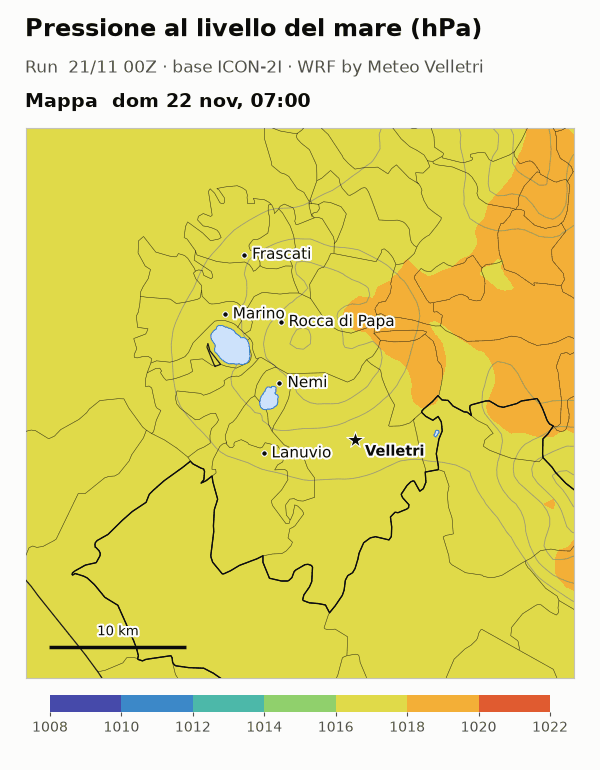 Pressione al livello del mare (hPa)
Run  21/11 00Z · base ICON-2I · WRF by Meteo Velletri
Mappa  dom 22 nov, 07:00
Frascati
Marino
Rocca di Papa
Nemi
Velletri
Lanuvio
10 km
1008 1010 1012 1014 1016 1018 1020 1022